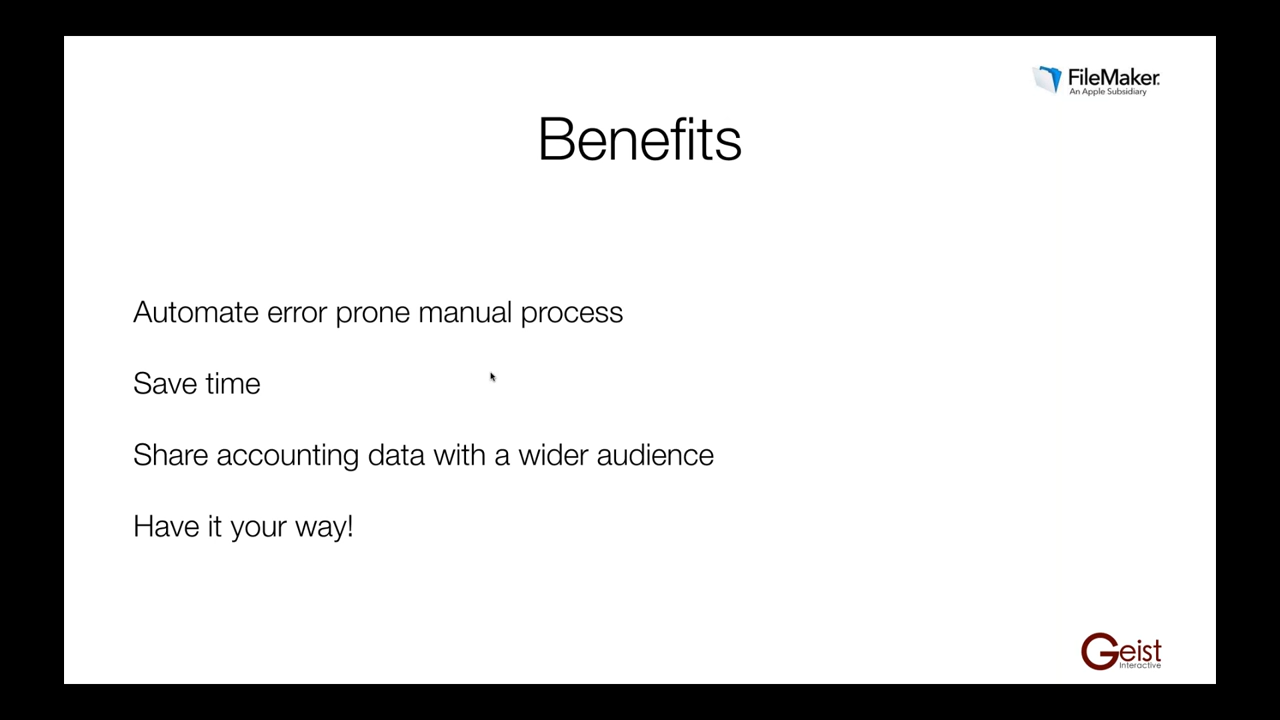 FileMaker.
An Apple Subsidiary
Benefits
Automate error prone manual process
Save time
Share accounting data with a wider audience
Have it your way!
Geist
Interactive